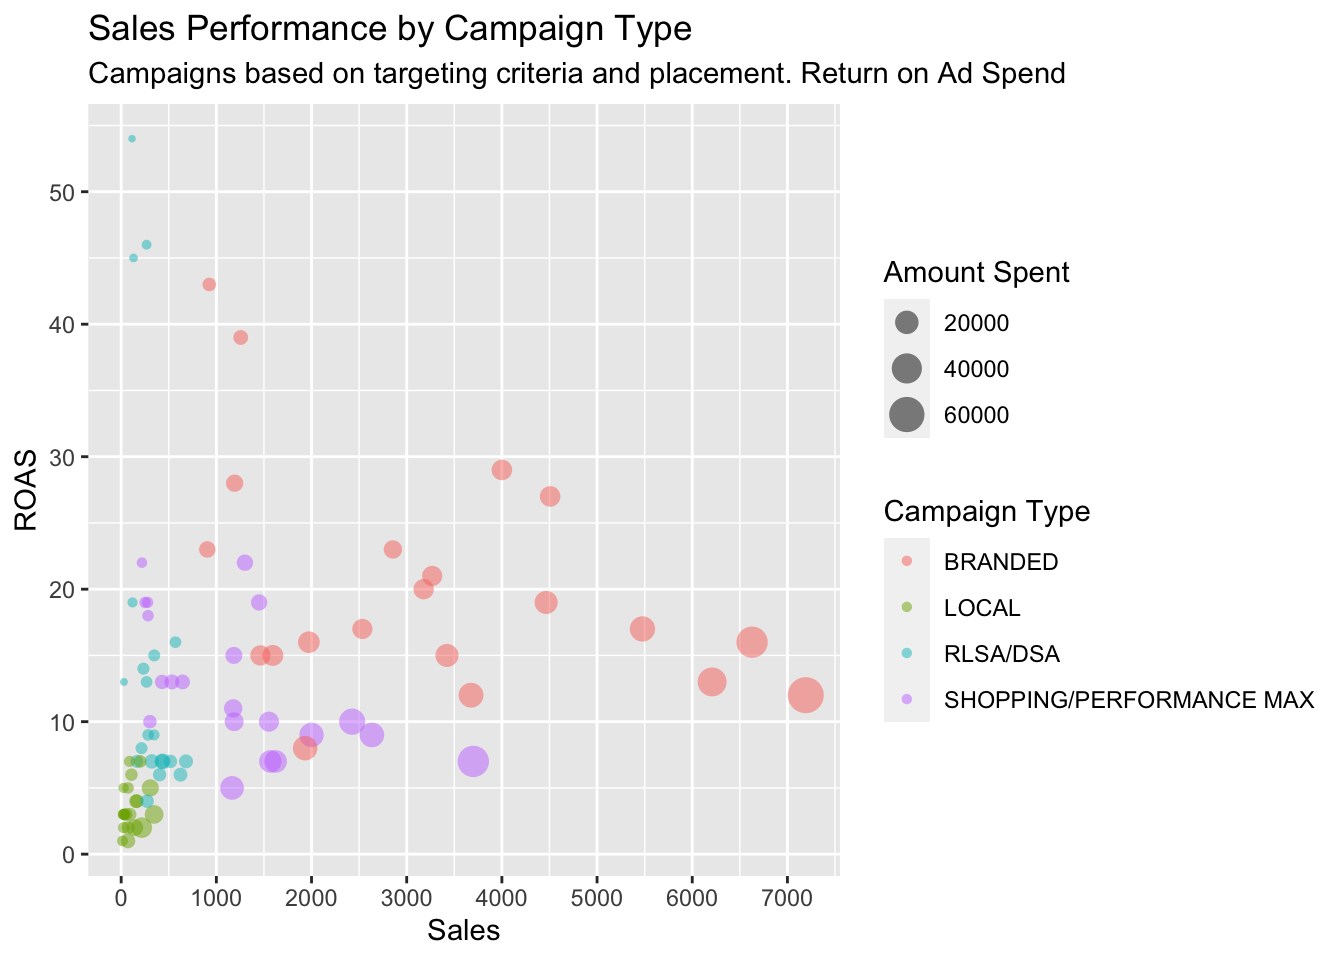 Sales Performance by Campaign Type
Campaigns based on targeting criteria and placement. Return on Ad Spend
50
40
30
20
10
0
ROAS
0 1000 2000 3000 4000 5000 6000 7000
Sales
Amount Spent
20000
40000
60000
Campaign Type
BRANDED
LOCAL
RLSA/DSA
SHOPPING/PERFORMANCE MAX